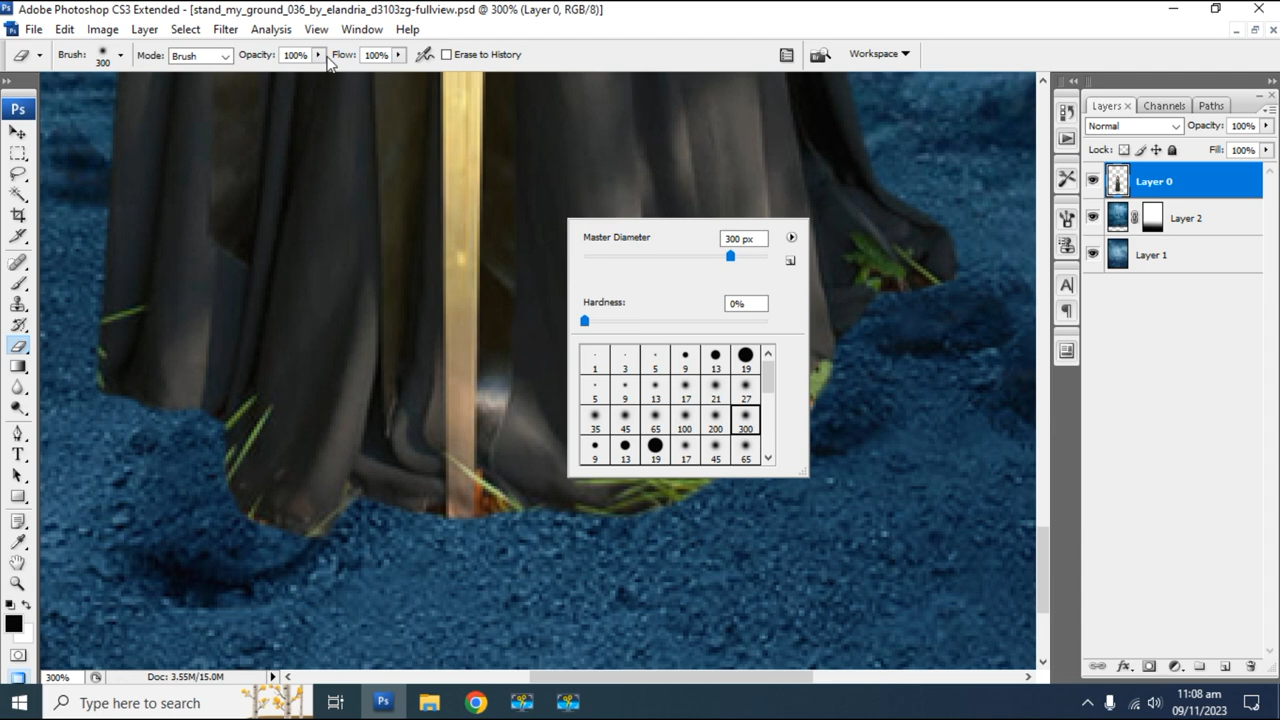 Adobe Photoshop CS3 Extended - [stand_my_ground_036_by_elandria_d3103zg-fullview.psd @ 300% (Layer 0, RGB/8)]
File Edit Image Layer Select Filter Analysis View Window Help
Brush: 300 Mode: Brush Opacity: 100% Flow: 100% Erase to History Workspace
Ps
Layers × Channels Paths
Normal Opacity: 100%
Lock: Fill: 100%
Layer 0
Layer 2
Layer 1
Master Diameter 300 px
Hardness: 0%
1 3 5 9 13 19
5 9 13 17 21 27
35 45 65 100 200 300
9 13 19 17 45 65
T
A
300% Doc: 3.55M/15.0M
Type here to search
Ps
11:08 am
09/11/2023